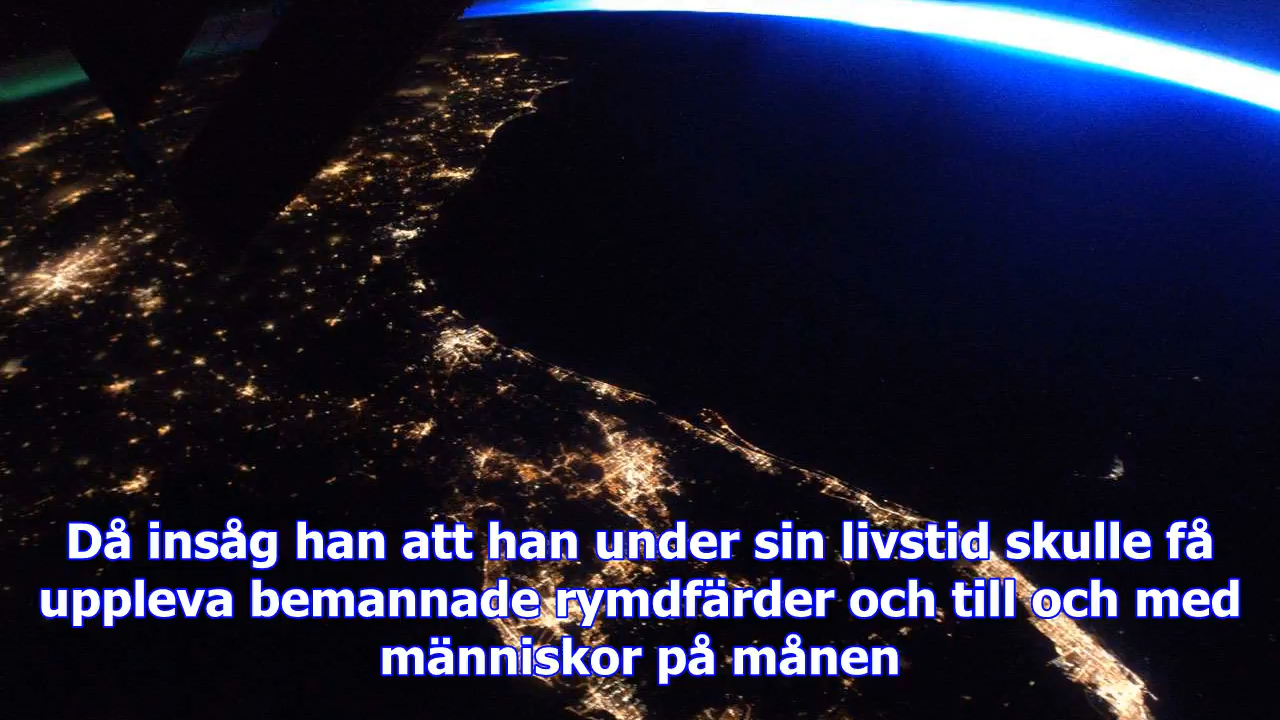 Då insåg han att han under sin livstid skulle få
uppleva bemannade rymdfärder och till och med
människor på månen